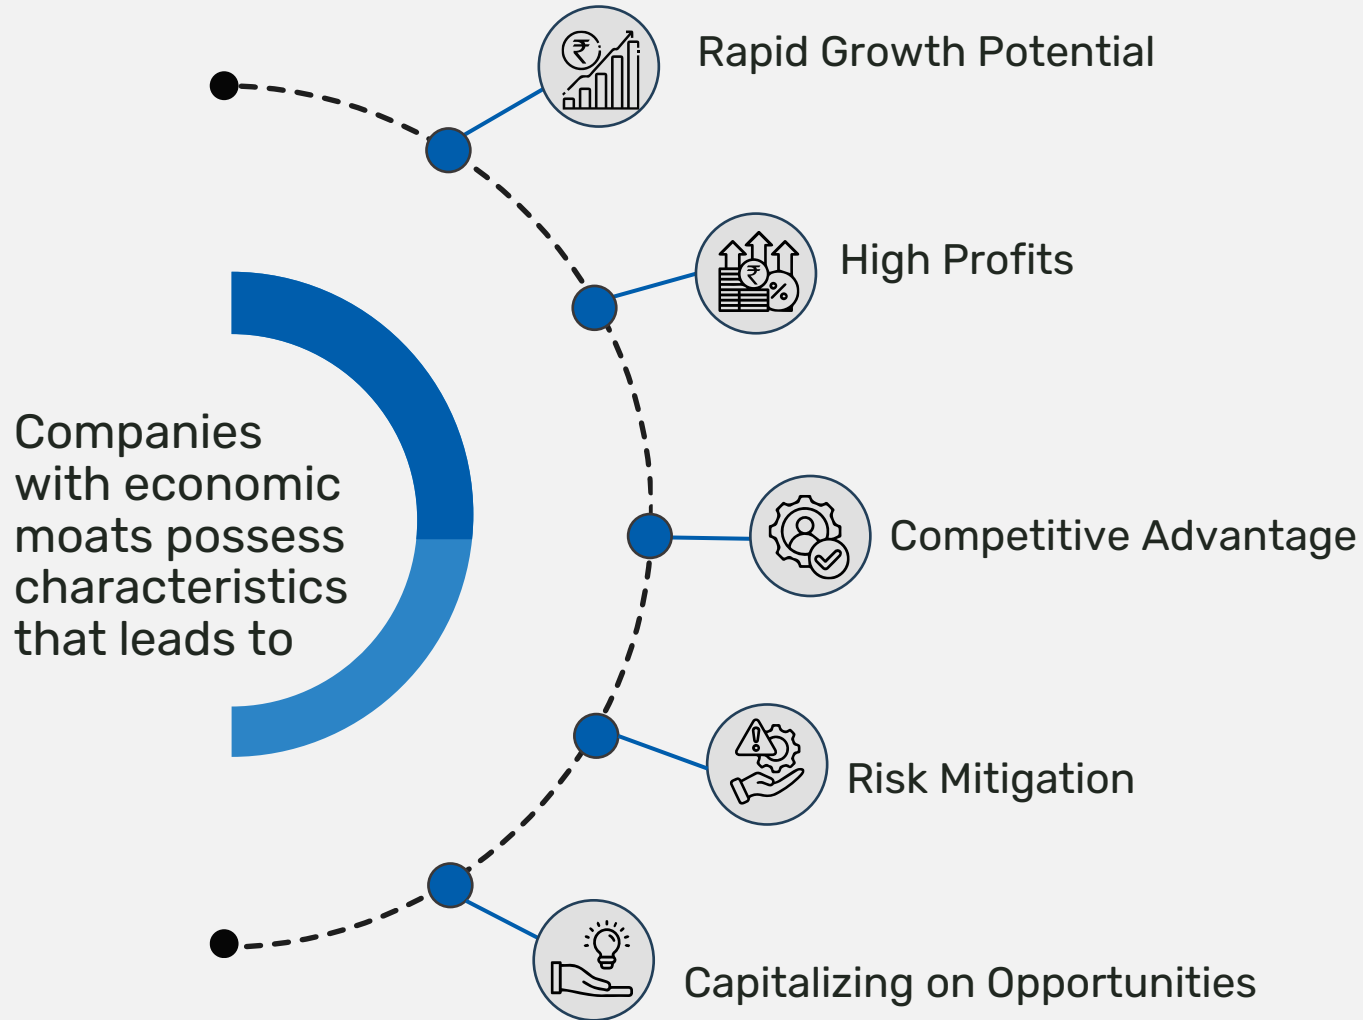 Companies
with economic
moats possess
characteristics
that leads to
₹
Rapid Growth Potential
₹
%
High Profits
Competitive Advantage
Risk Mitigation
Capitalizing on Opportunities